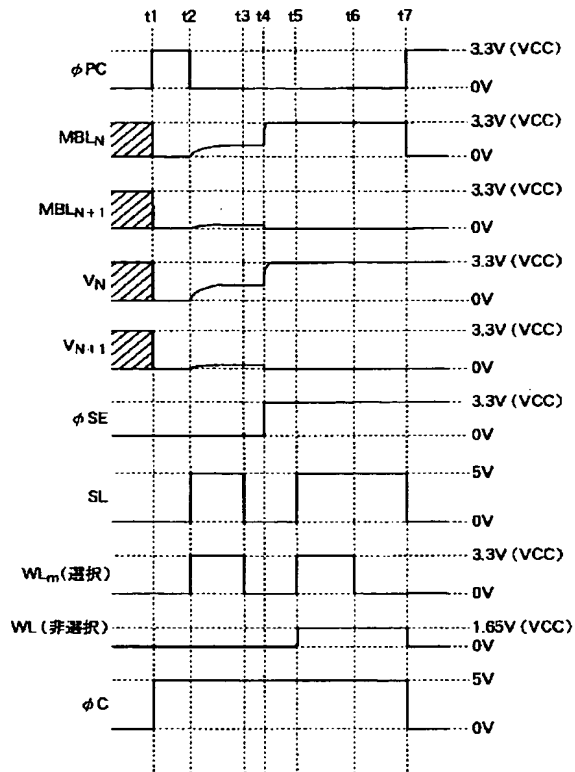 t1 t2 t3 t4 t5 t6 t7
φPC 3.3V (VCC)
0V
MBLN 3.3V (VCC)
0V
MBLN+1 3.3V (VCC)
0V
VN 3.3V (VCC)
0V
VN+1 3.3V (VCC)
0V
φSE 3.3V (VCC)
0V
SL 5V
0V
WLm(選択) 3.3V (VCC)
0V
WL(非選択) 1.65V (VCC)
0V
φC 5V
0V